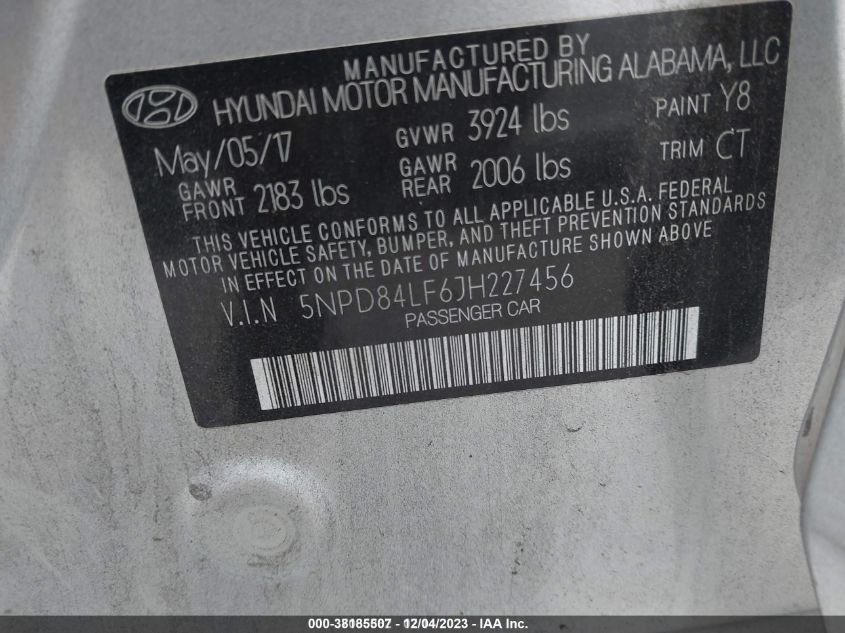 MANUFACTURED BY
HYUNDAI MOTOR MANUFACTURING ALABAMA, LLC
May/05/17 GVWR 3924 lbs PAINT Y8
GAWR FRONT 2183 lbs GAWR REAR 2006 lbs TRIM CT
THIS VEHICLE CONFORMS TO ALL APPLICABLE U.S.A. FEDERAL
MOTOR VEHICLE SAFETY, BUMPER, AND THEFT PREVENTION STANDARDS
IN EFFECT ON THE DATE OF MANUFACTURE SHOWN ABOVE
V.I.N 5NPD84LF6JH227456
PASSENGER CAR
000-38185507 - 12/04/2023 - IAA Inc.